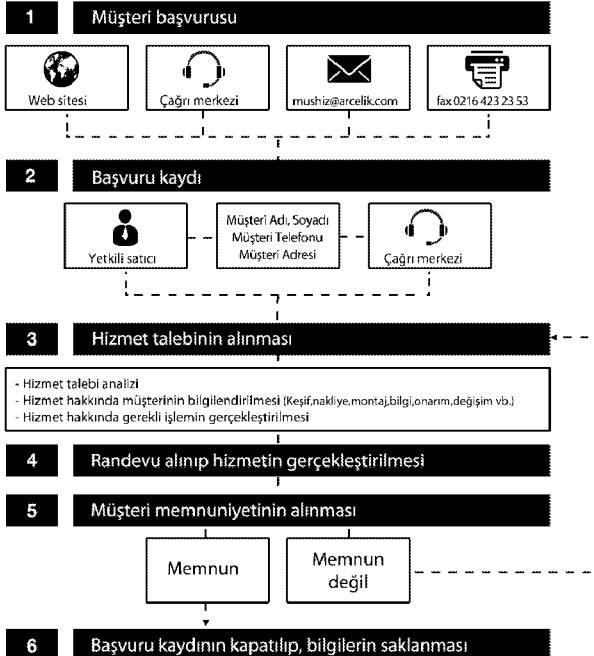 1 Müşteri başvurusu
Web sitesi
Çağrı merkezi
mushiz@arcelik.com
fax 0216 423 23 53
2 Başvuru kaydı
Yetkili satıcı
Müşteri Adı, Soyadı
Müşteri Telefonu
Müşteri Adresi
Çağrı merkezi
3 Hizmet talebinin alınması
- Hizmet talebi analizi
- Hizmet hakkında müşterinin bilgilendirilmesi (Keşif,nakliye,montaj,bilgi,onarım,değişim vb.)
- Hizmet hakkında gerekli işlemin gerçekleştirilmesi
4 Randevu alınıp hizmetin gerçekleştirilmesi
5 Müşteri memnuniyetinin alınması
Memnun
Memnun
değil
6 Başvuru kaydının kapatılıp, bilgilerin saklanması